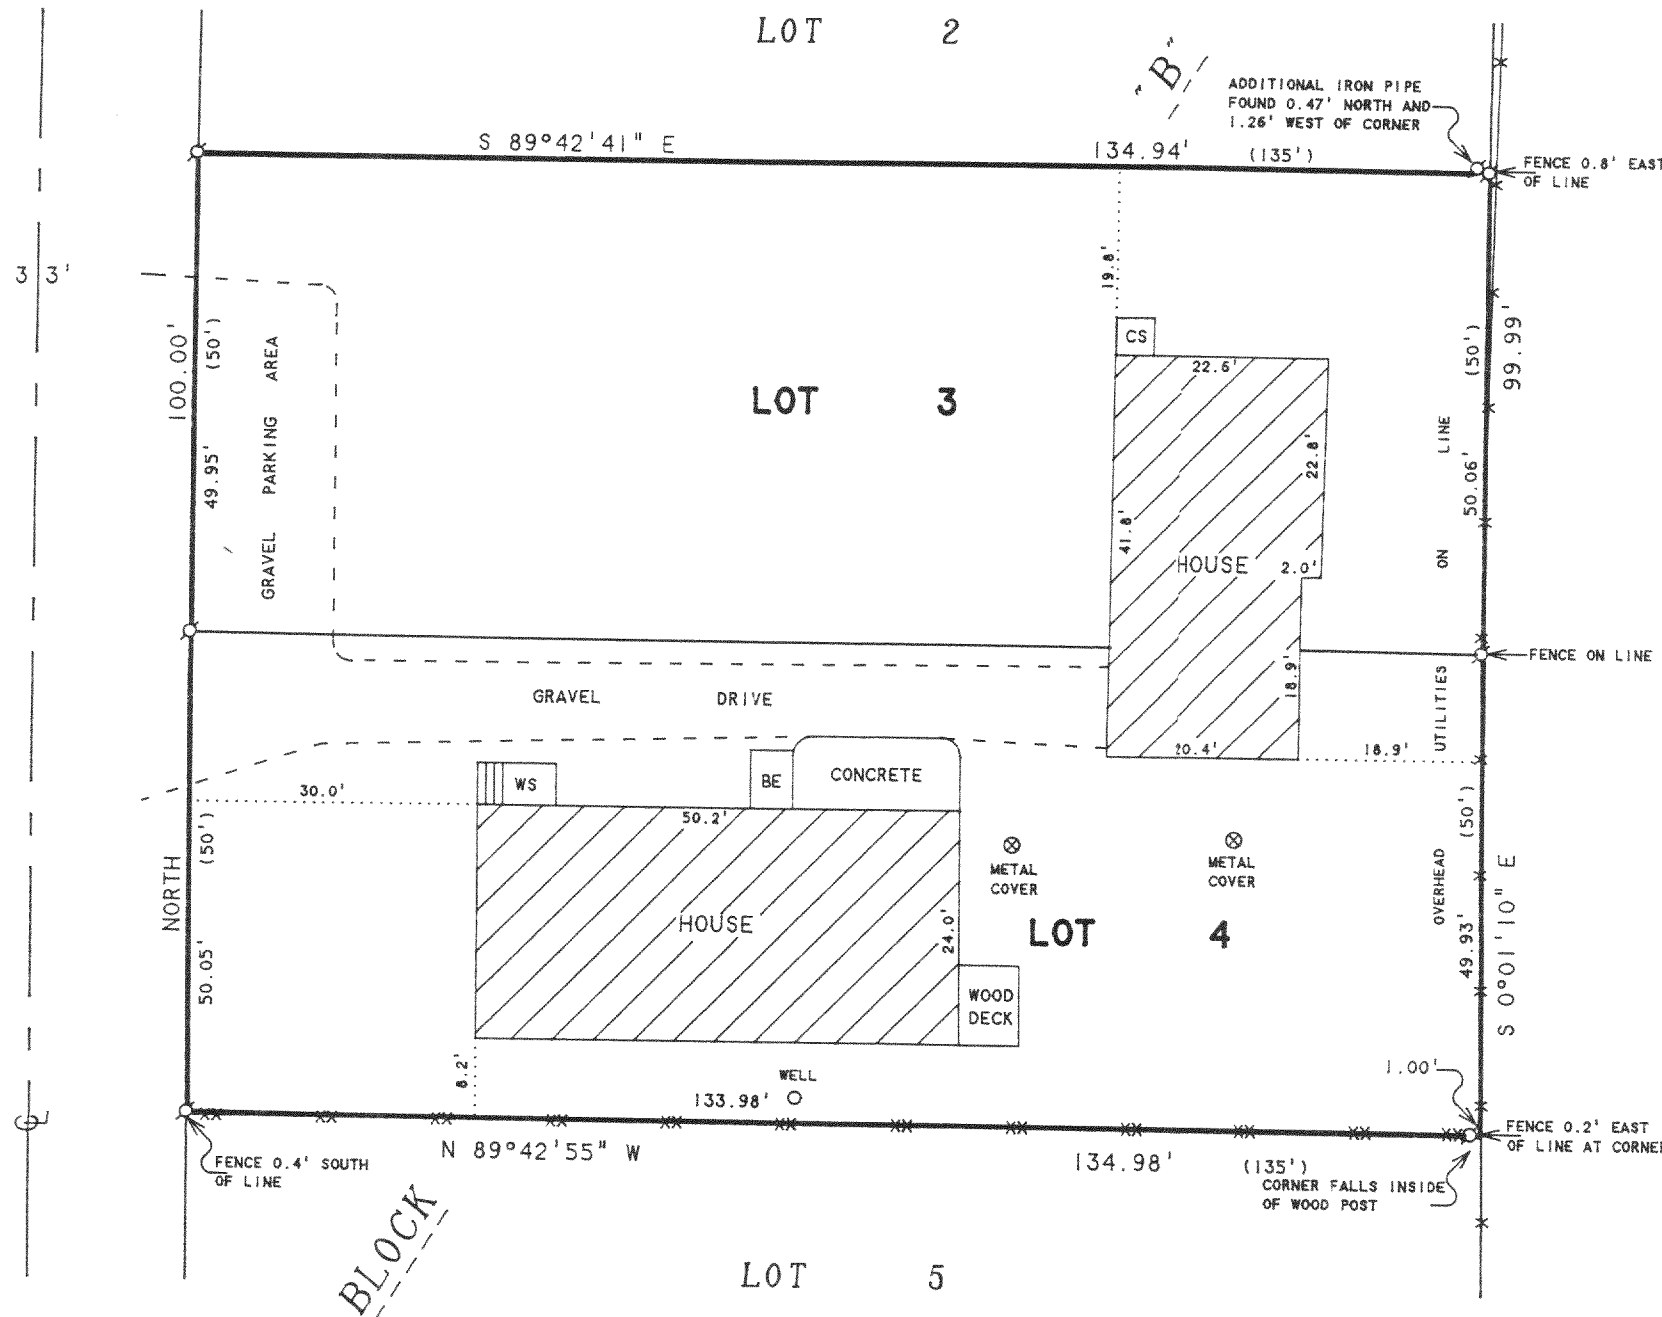 LOT 2
"B"
ADDITIONAL IRON PIPE
FOUND 0.47' NORTH AND
1.26' WEST OF CORNER
S 89°42'41" E
134.94' (135')
FENCE 0.8' EAST
OF LINE
33'
19.8'
100.00'
(50')
49.95'
GRAVEL PARKING AREA
LOT 3
CS
22.6'
22.8'
41.8'
HOUSE
2.0'
18.9'
20.4'
18.9'
(50')
99.99'
50.06'
OVERHEAD UTILITIES ON LINE
FENCE ON LINE
GRAVEL DRIVE
30.0'
WS
BE
CONCRETE
50.2'
HOUSE
24.0'
WOOD
DECK
METAL
COVER
METAL
COVER
LOT 4
NORTH
(50')
50.05'
(50')
49.93'
S 0°01'10" E
8.2'
WELL
133.98'
1.00'
FENCE 0.2' EAST
OF LINE AT CORNER
FENCE 0.4' SOUTH
OF LINE
N 89°42'55" W
134.98' (135')
CORNER FALLS INSIDE
OF WOOD POST
BLOCK
LOT 5
CL